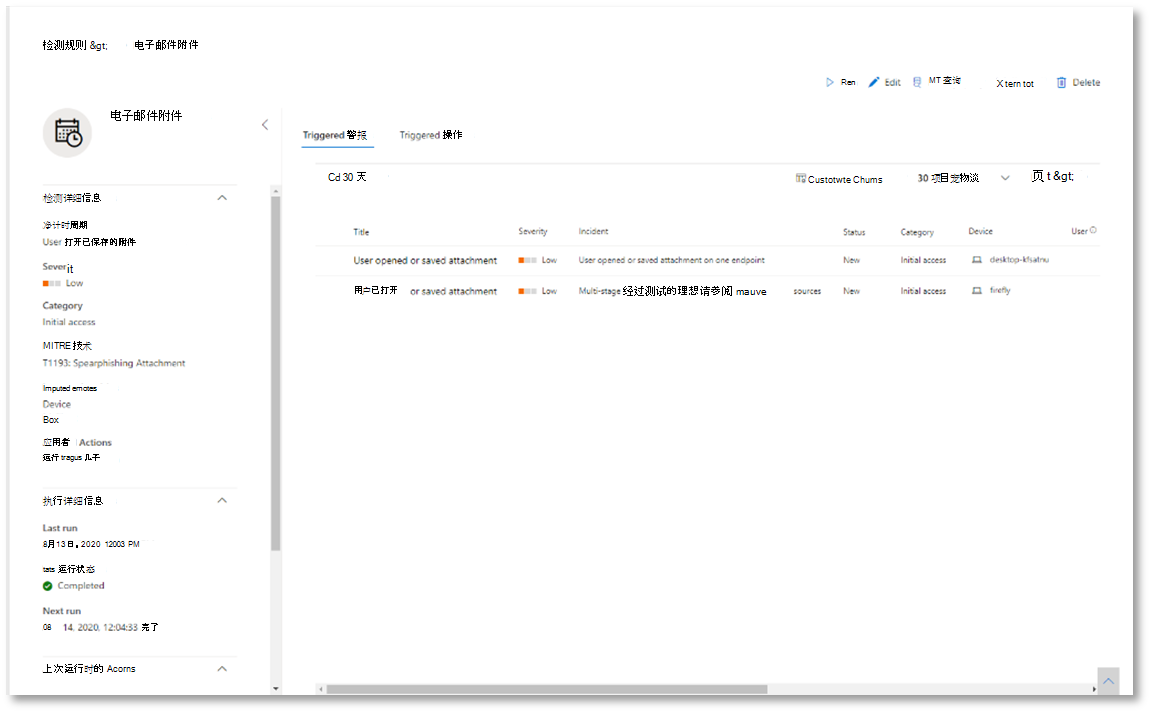 检测规则 &gt; 电子邮件附件
Ren Edit MT 查询 X tern tot Delete
电子邮件附件
Triggered 警报 Triggered 操作
Cd 30 天 Custotwte Chums 30 项目宠物谈 页 t &gt;
检测详细信息
净计时周期
User 打开已保存的附件
Severit
Low
Category
Initial access
MITRE 技术
T1193: Spearphishing Attachment
Imputed emotes
Device
Box
应用者 Actions
运行 tragus 几乎
执行详细信息
Last run
8月13日，2020 12003 PM
tats 运行状态
Completed
Next run
08 14, 2020, 12:04:33 完了
上次运行时的 Acorns
Title Severity Incident Status Category Device User
User opened or saved attachment Low User opened or saved attachment on one endpoint New Initial access desktop-kfsatnu
用户已打开 or saved attachment Low Multi-stage 经过测试的理想请参阅 mauve sources New Initial access firefly